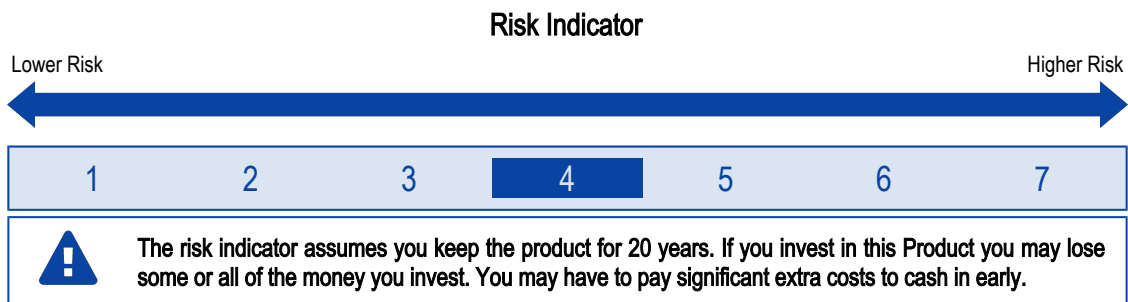 Risk Indicator
Lower Risk Higher Risk
1 2 3 4 5 6 7
The risk indicator assumes you keep the product for 20 years. If you invest in this Product you may lose
some or all of the money you invest. You may have to pay significant extra costs to cash in early.